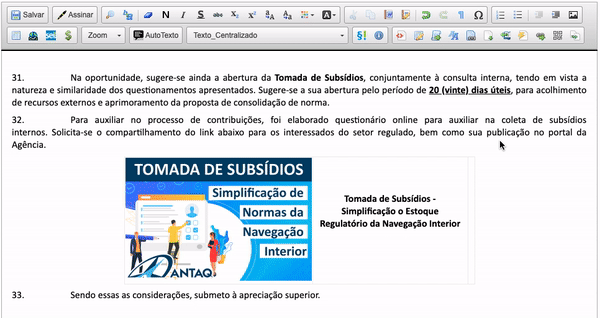 Salvar Assinar N I S abc X₂ X² A A A ¶ Ω
sei! $ Zoom AutoTexto Texto_Centralizado §!
31. Na oportunidade, sugere-se ainda a abertura da Tomada de Subsídios, conjuntamente à consulta interna, tendo em vista a
natureza e similaridade dos questionamentos apresentados. Sugere-se a sua abertura pelo período de 20 (vinte) dias úteis, para acolhimento
de recursos externos e aprimoramento da proposta de consolidação de norma.
32. Para auxiliar no processo de contribuições, foi elaborado questionário online para auxiliar na coleta de subsídios
internos. Solicita-se o compartilhamento do link abaixo para os interessados do setor regulado, bem como sua publicação no portal da
Agência.
TOMADA DE SUBSÍDIOS
Simplificação de
Normas da
Navegação
Interior
ANTAQ
Tomada de Subsídios -
Simplificação o Estoque
Regulatório da Navegação Interior
33. Sendo essas as considerações, submeto à apreciação superior.